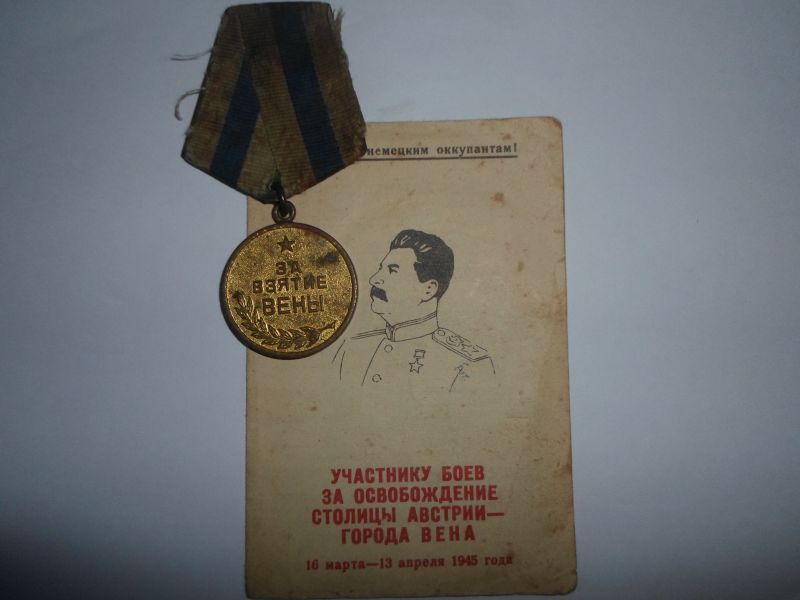 немецким оккупантам!
ЗА
ВЗЯТИЕ
ВЕНЫ
УЧАСТНИКУ БОЕВ
ЗА ОСВОБОЖДЕНИЕ
СТОЛИЦЫ АВСТРИИ—
ГОРОДА ВЕНА
16 марта—13 апреля 1945 года